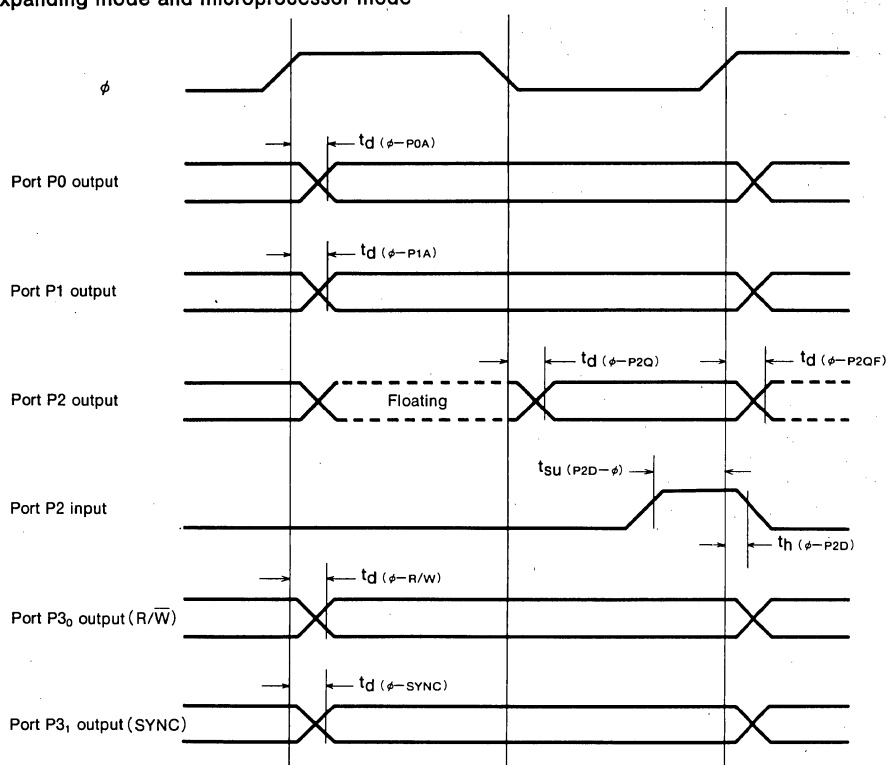 xpanding mode and microprocessor mode
ϕ
td (ϕ–P0A)
Port P0 output
td (ϕ–P1A)
Port P1 output
td (ϕ–P2Q)
td (ϕ–P2QF)
Port P2 output
Floating
tsu (P2D–ϕ)
Port P2 input
th (ϕ–P2D)
td (ϕ–R/W)
Port P3₀ output (R/W̅)
td (ϕ–SYNC)
Port P3₁ output (SYNC)